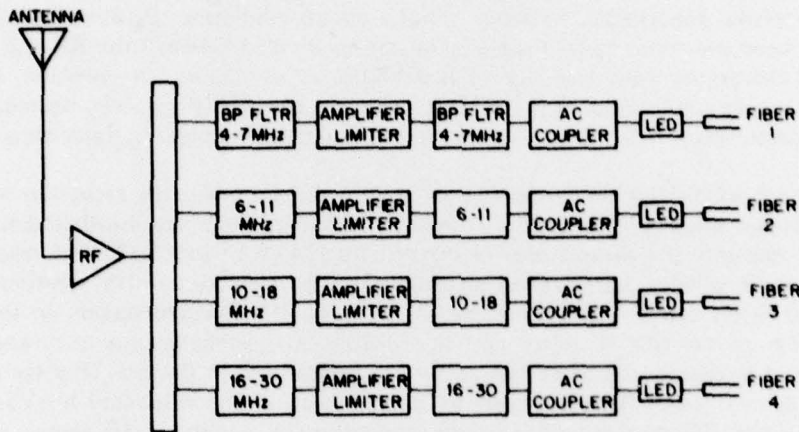 ANTENNA
RF
BP FLTR
4-7MHz
AMPLIFIER
LIMITER
BP FLTR
4-7MHz
AC
COUPLER
LED
FIBER
1
6-11
MHz
AMPLIFIER
LIMITER
6-11
AC
COUPLER
LED
FIBER
2
10-18
MHz
AMPLIFIER
LIMITER
10-18
AC
COUPLER
LED
FIBER
3
16-30
MHz
AMPLIFIER
LIMITER
16-30
AC
COUPLER
LED
FIBER
4